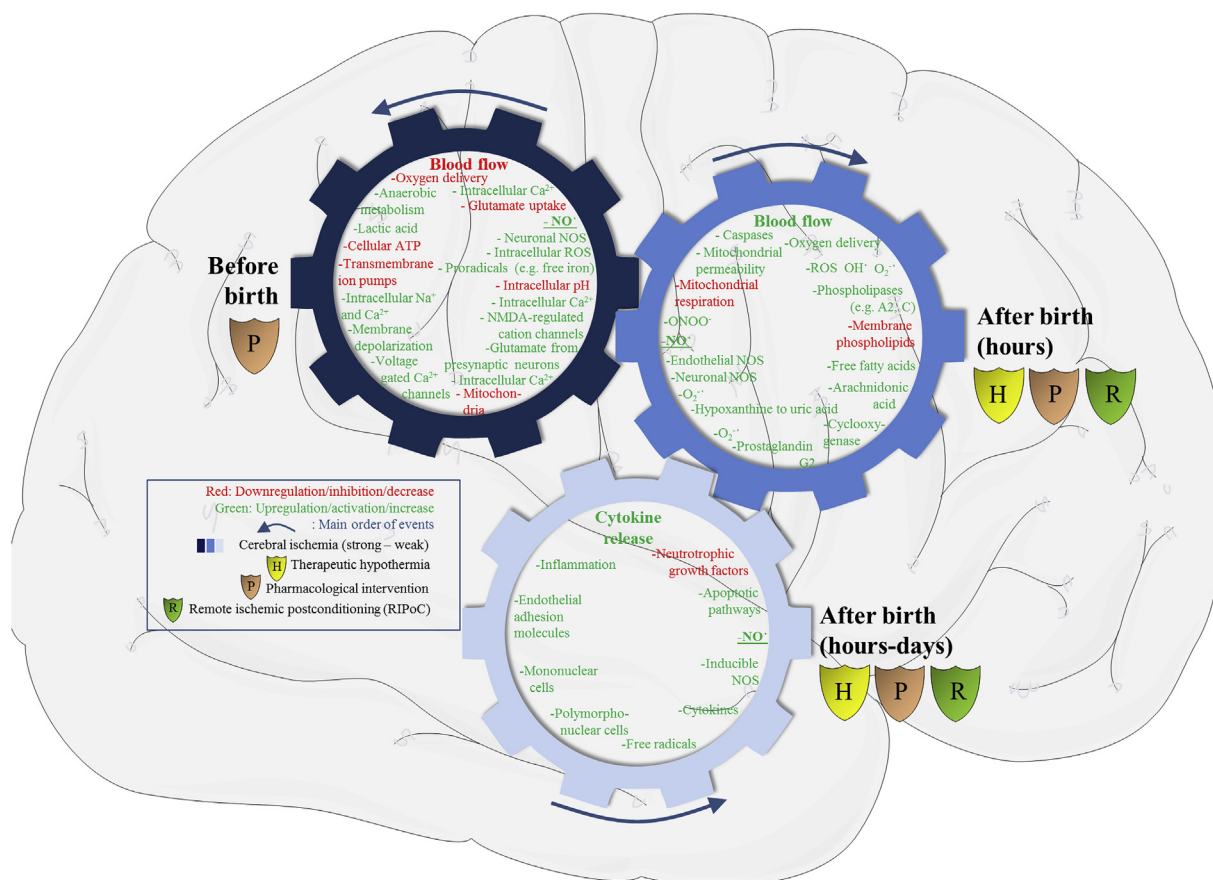 Blood flow
-Oxygen delivery
-Anaerobic
metabolism
-Lactic acid
-Cellular ATP
-Transmembrane
ion pumps
-Intracellular Na⁺
and Ca²⁺
-Membrane
depolarization
-Voltage
gated Ca²⁺
channels
- Intracellular Ca²⁺
- Glutamate uptake
- NO·
- Neuronal NOS
- Intracellular ROS
- Proradicals (e.g. free iron)
- Intracellular pH
- Intracellular Ca²⁺
- NMDA-regulated
cation channels
-Glutamate from
presynaptic neurons
- Intracellular Ca²⁺
- Mitochon-
dria
Before
birth
P
Blood flow
- Caspases
- Mitochondrial
permeability
-Mitochondrial
respiration
-ONOO⁻
-NO·
-Endothelial NOS
-Neuronal NOS
-O₂⁻·
-Hypoxanthine to uric acid
-O₂⁻·
-Prostaglandin
G2
-Oxygen delivery
-ROS OH· O₂⁻·
-Phospholipases
(e.g. A2, C)
-Membrane
phospholipids
-Free fatty acids
-Arachidonic
acid
-Cyclooxy-
genase
After birth
(hours)
H P R
Red: Downregulation/inhibition/decrease
Green: Upregulation/activation/increase
: Main order of events
Cerebral ischemia (strong – weak)
H Therapeutic hypothermia
P Pharmacological intervention
R Remote ischemic postconditioning (RIPoC)
Cytokine
release
-Inflammation
-Endothelial
adhesion
molecules
-Mononuclear
cells
-Polymorpho-
nuclear cells
-Free radicals
-Neutrotrophic
growth factors
-Apoptotic
pathways
-NO·
-Inducible
NOS
-Cytokines
After birth
(hours-days)
H P R